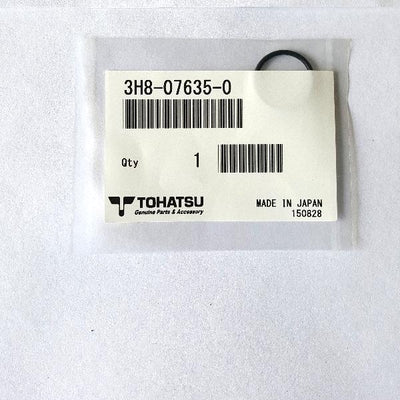 3H8-07635-0
Qty 1
TOHATSU
Genuine Parts & Accessory
MADE IN JAPAN
150828